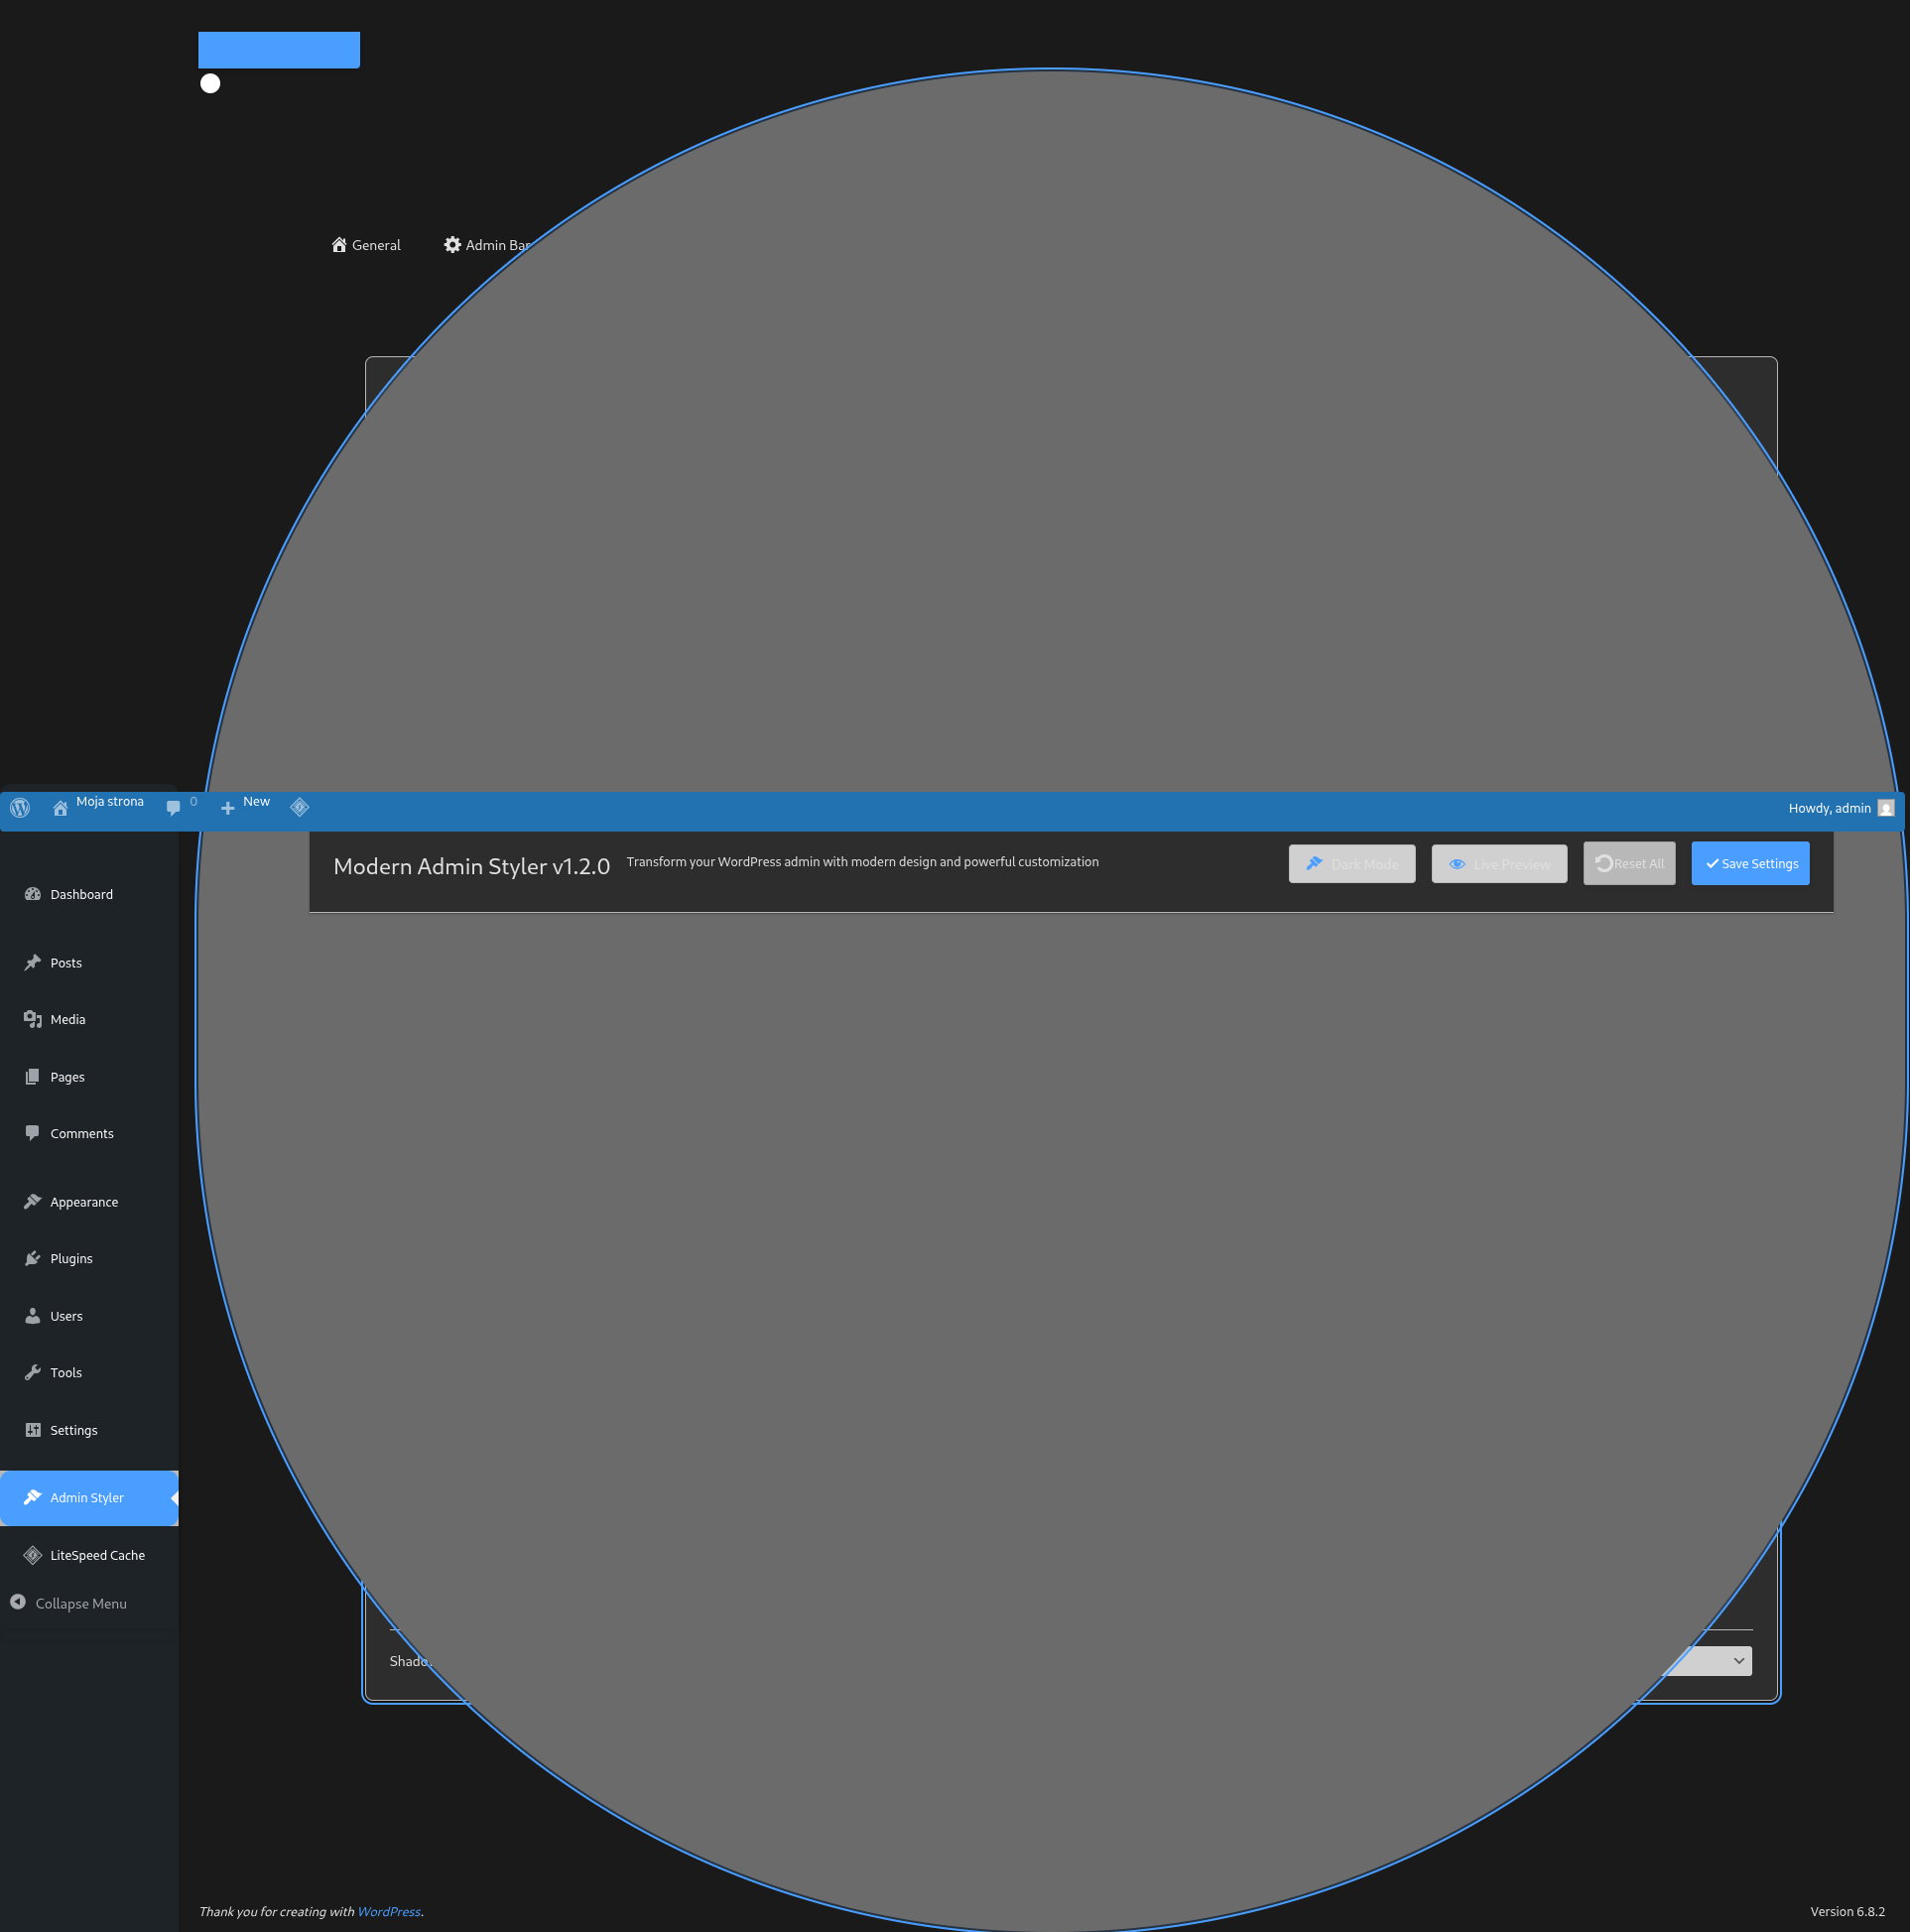 General
Admin Bar
Moja strona
0
New
Howdy, admin
Modern Admin Styler v1.2.0
Transform your WordPress admin with modern design and powerful customization
Dark Mode
Live Preview
Reset All
Save Settings
Dashboard
Posts
Media
Pages
Comments
Appearance
Plugins
Users
Tools
Settings
Admin Styler
LiteSpeed Cache
Collapse Menu
Thank you for creating with WordPress.
Version 6.8.2